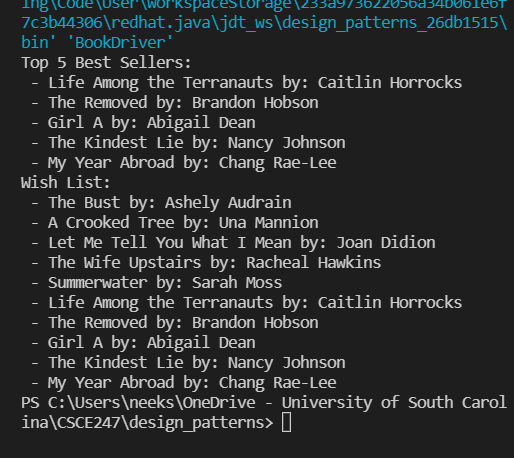 ing\Code\User\workspaceStorage\233a973622056a34b061e6f
7c3b44306\redhat.java\jdt_ws\design_patterns_26db1515\
bin' 'BookDriver'
Top 5 Best Sellers:
 - Life Among the Terranauts by: Caitlin Horrocks
 - The Removed by: Brandon Hobson
 - Girl A by: Abigail Dean
 - The Kindest Lie by: Nancy Johnson
 - My Year Abroad by: Chang Rae-Lee
Wish List:
 - The Bust by: Ashely Audrain
 - A Crooked Tree by: Una Mannion
 - Let Me Tell You What I Mean by: Joan Didion
 - The Wife Upstairs by: Racheal Hawkins
 - Summerwater by: Sarah Moss
 - Life Among the Terranauts by: Caitlin Horrocks
 - The Removed by: Brandon Hobson
 - Girl A by: Abigail Dean
 - The Kindest Lie by: Nancy Johnson
 - My Year Abroad by: Chang Rae-Lee
PS C:\Users\neeks\OneDrive - University of South Carol
ina\CSCE247\design_patterns>